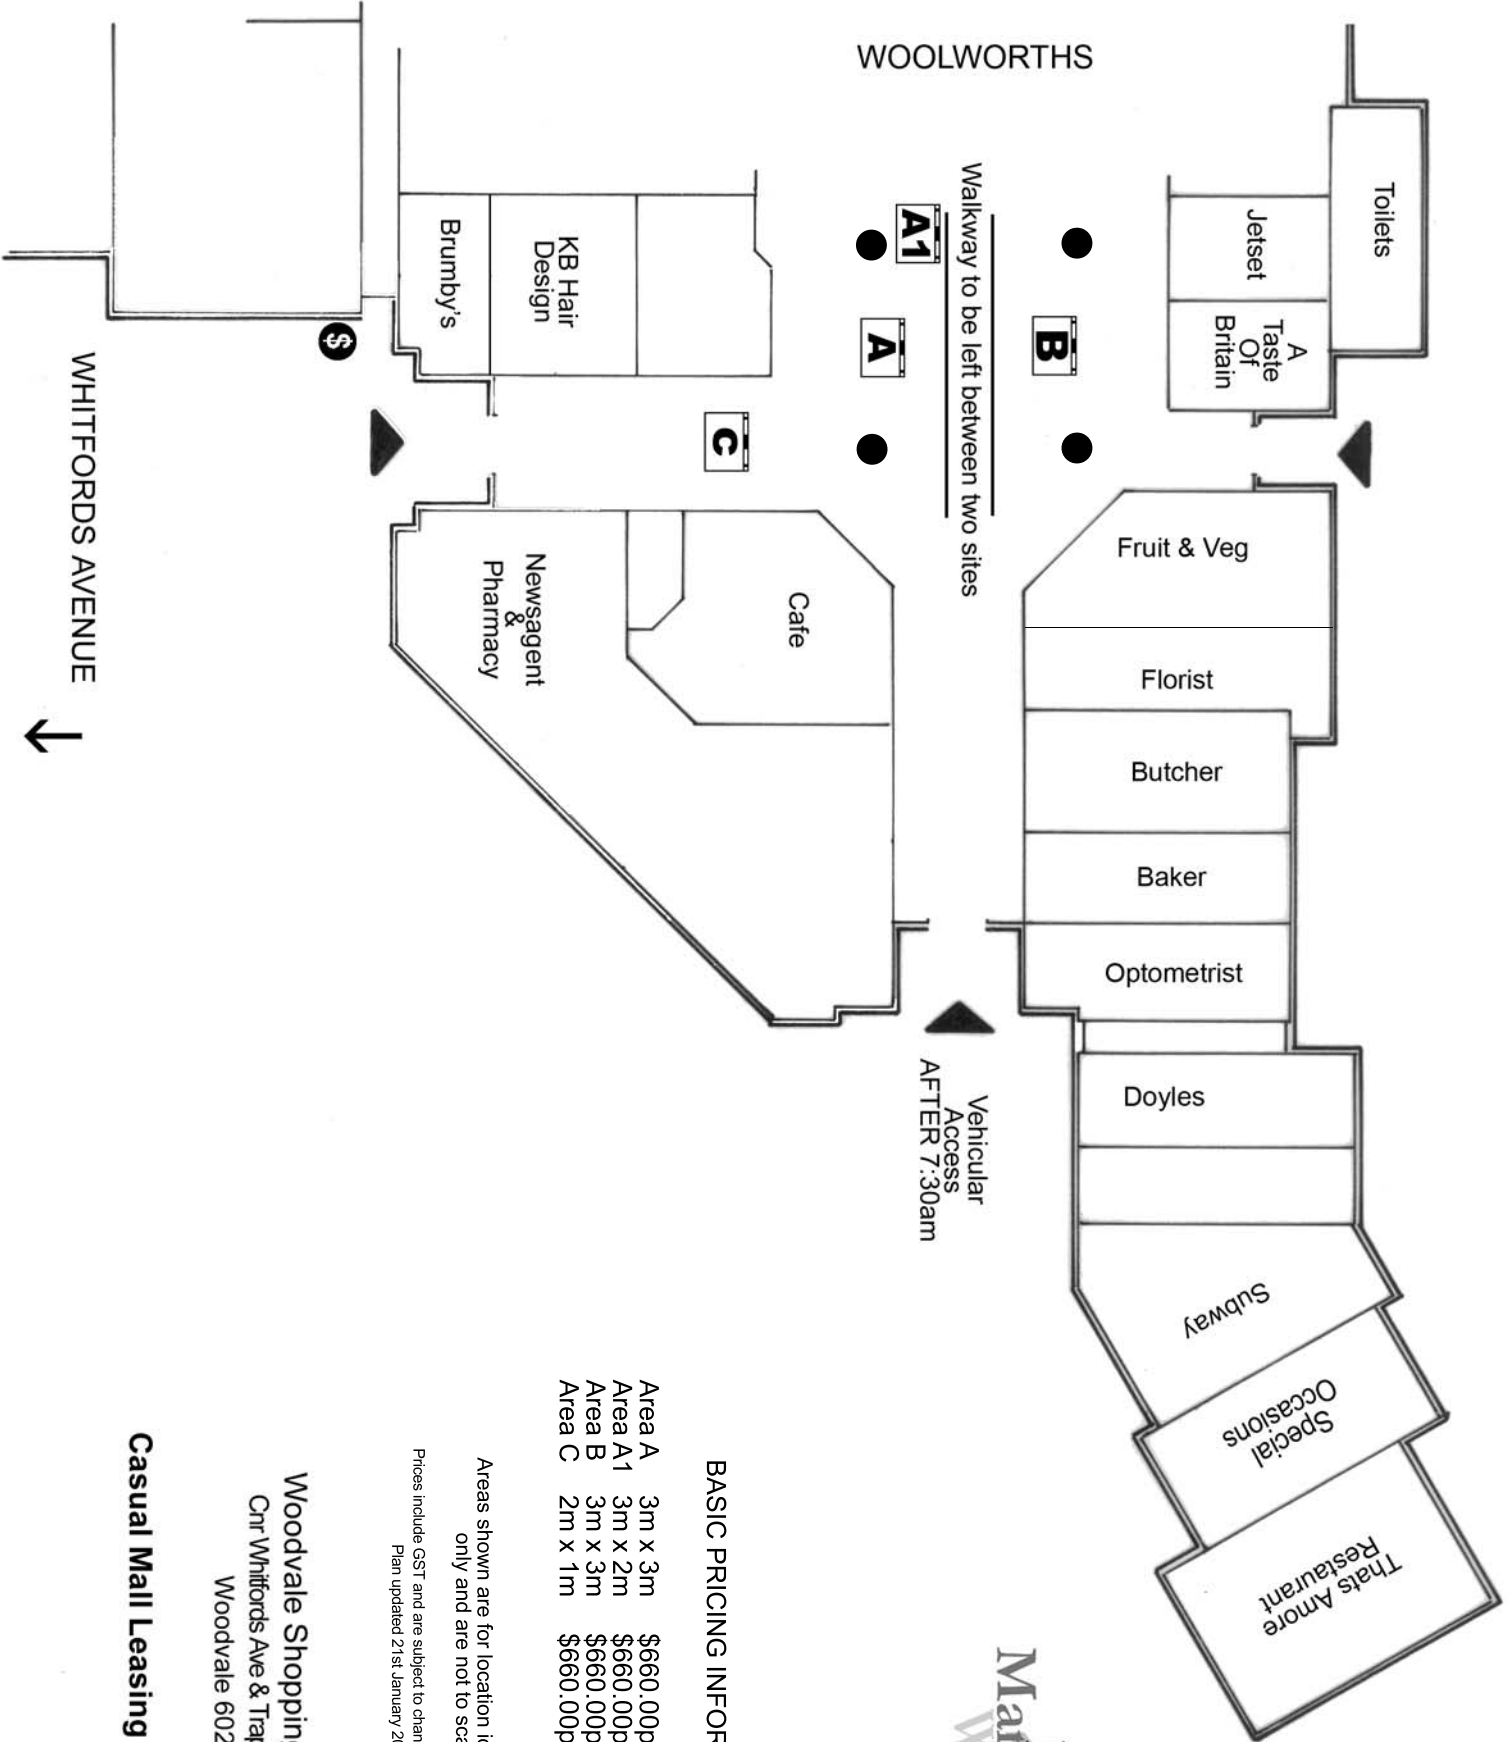 WOOLWORTHS
Toilets
Jetset
A
Taste
Of
Britain
A1
A
B
C
Walkway to be left between two sites
Brumby's
KB Hair
Design
$
WHITFORDS AVENUE
Fruit & Veg
Florist
Butcher
Baker
Optometrist
Doyles
Subway
Special
Occasions
Thats Amore
Restaurant
Cafe
Newsagent
&
Pharmacy
Vehicular
Access
AFTER 7:30am
BASIC PRICING INFOR
Area A 3m x 3m $660.00p
Area A1 3m x 2m $660.00p
Area B 3m x 3m $660.00p
Area C 2m x 1m $660.00p
Areas shown are for location i
only and are not to sca
Prices include GST and are subject to chan
Plan updated 21st January 20
Woodvale Shoppin
Cnr Whitfords Ave & Trap
Woodvale 602
Casual Mall Leasing